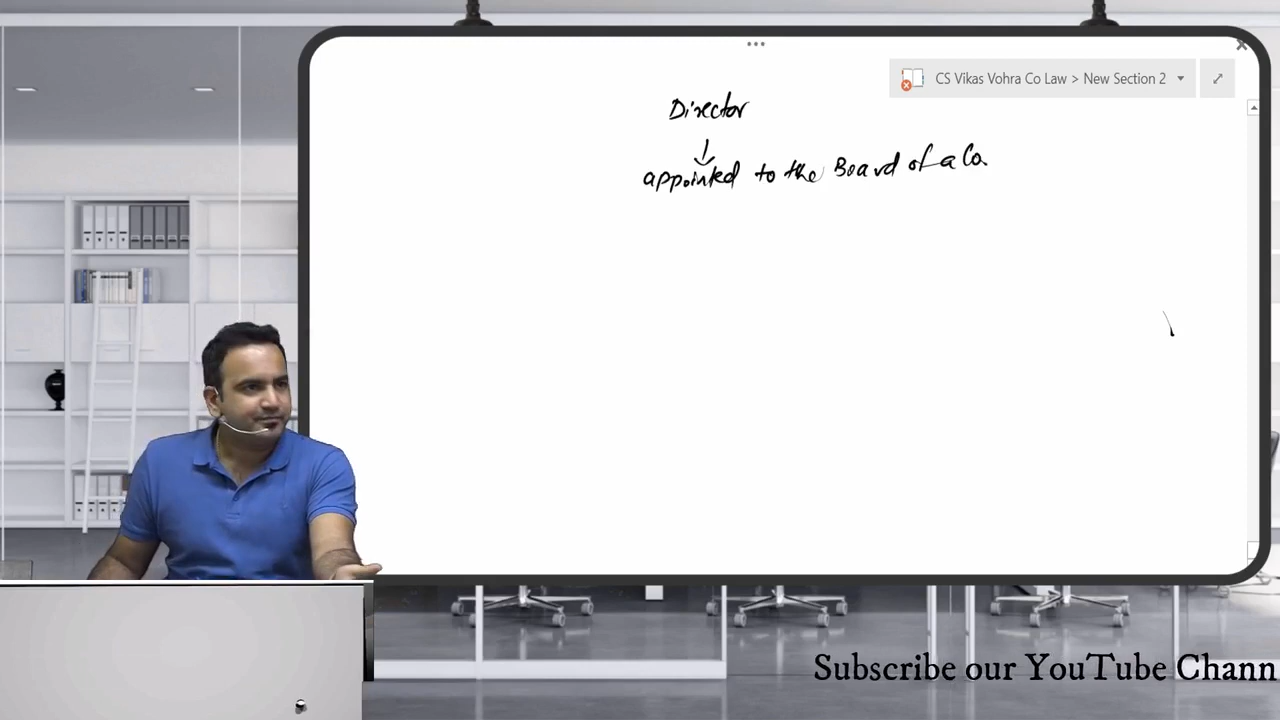 CS Vikas Vohra Co Law > New Section 2
Director
appointed to the Board of a Co.
Subscribe our YouTube Chann